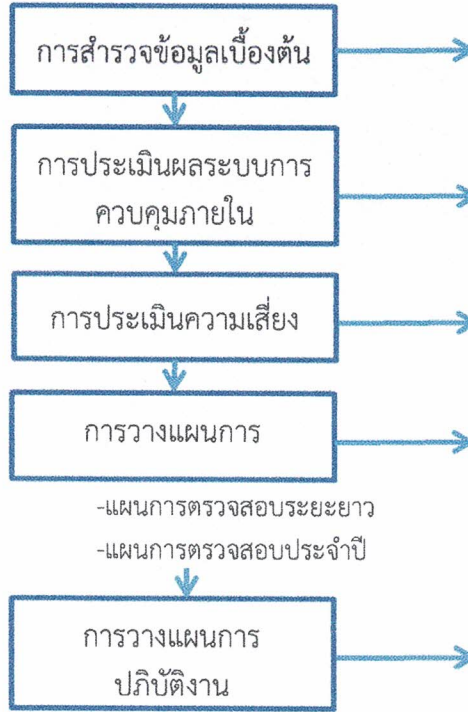 การสำรวจข้อมูลเบื้องต้น
การประเมินผลระบบการ
ควบคุมภายใน
การประเมินความเสี่ยง
การวางแผนการ
-แผนการตรวจสอบระยะยาว
-แผนการตรวจสอบประจำปี
การวางแผนการ
ปภิบัติงาน